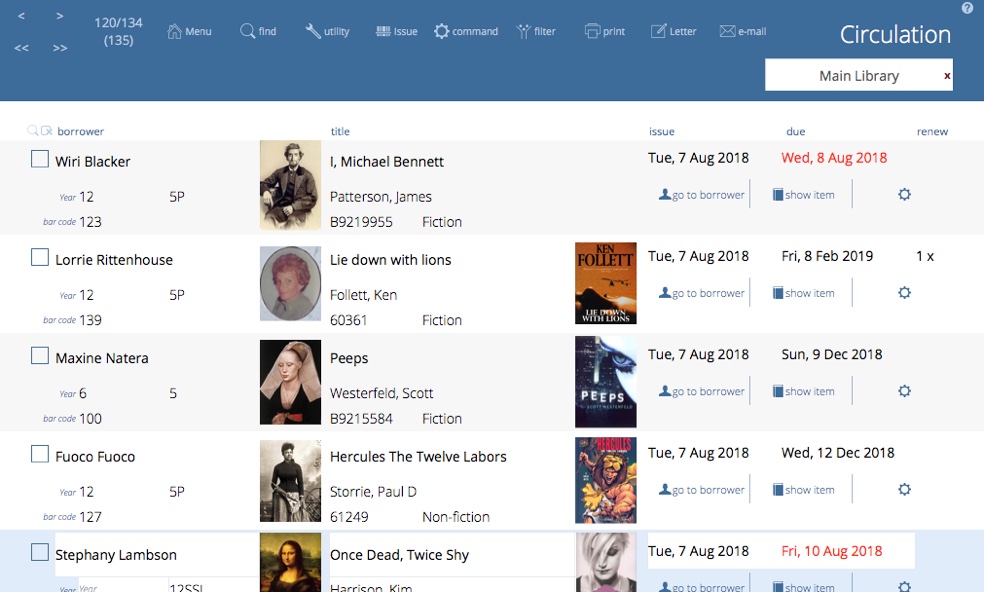 < > 120/134 Menu find utility Issue command filter print Letter e-mail Circulation ?
<< >> (135)
Main Library x
borrower title issue due renew
Wiri Blacker I, Michael Bennett Tue, 7 Aug 2018 Wed, 8 Aug 2018
Year 12 5P Patterson, James go to borrower show item
bar code 123 B9219955 Fiction
Lorrie Rittenhouse Lie down with lions KEN FOLLETT Tue, 7 Aug 2018 Fri, 8 Feb 2019 1 x
Year 12 5P Follett, Ken go to borrower show item
bar code 139 60361 Fiction LIE DOWN WITH LIONS
Maxine Natera Peeps Tue, 7 Aug 2018 Sun, 9 Dec 2018
Year 6 5 Westerfeld, Scott PEEPS go to borrower show item
bar code 100 B9215584 Fiction SCOTT WESTERFELD
Fuoco Fuoco Hercules The Twelve Labors HERCULES Tue, 7 Aug 2018 Wed, 12 Dec 2018
Year 12 5P Storrie, Paul D go to borrower show item
bar code 127 61249 Non-fiction
Stephany Lambson Once Dead, Twice Shy Tue, 7 Aug 2018 Fri, 10 Aug 2018
Year Year 12SSL Harrison, Kim go to borrower show item